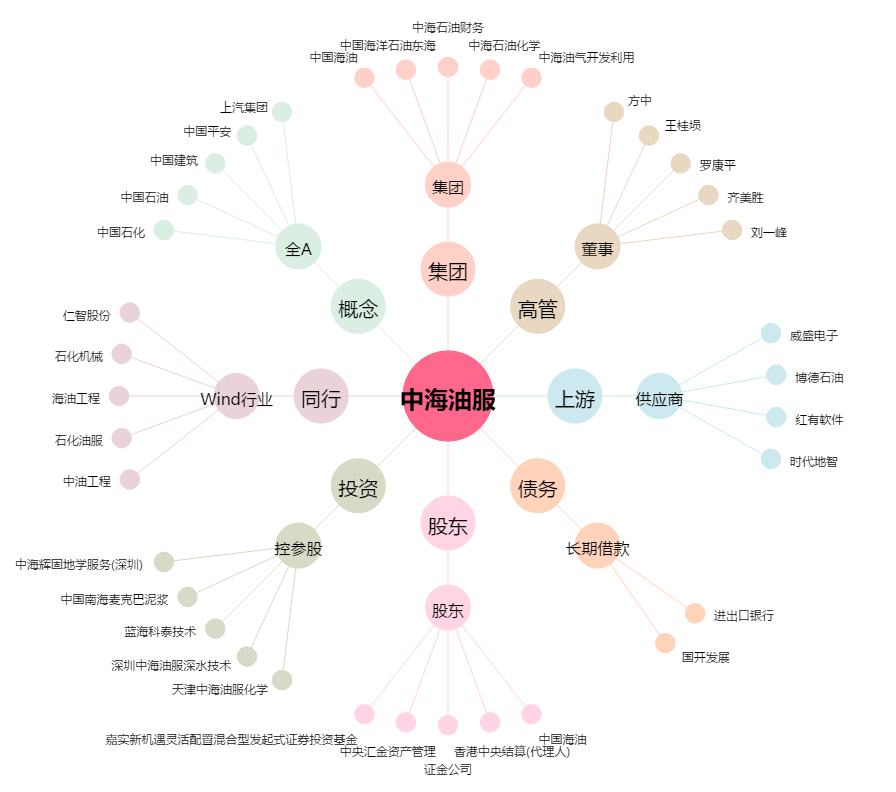 中海石油财务
中国海洋石油东海
中海石油化学
中国海油
中海油气开发利用
集团
集团
上汽集团
中国平安
中国建筑
中国石油
中国石化
全A
概念
方中
王桂埙
罗康平
齐美胜
刘一峰
董事
高管
仁智股份
石化机械
海油工程
石化油服
中油工程
Wind行业
同行
中海油服
上游
供应商
威盛电子
博德石油
红有软件
时代地智
投资
控参股
中海辉固地学服务(深圳)
中国南海麦克巴泥浆
蓝海科泰技术
深圳中海油服深水技术
天津中海油服化学
债务
长期借款
进出口银行
国开发展
股东
股东
嘉实新机遇灵活配置混合型发起式证券投资基金
中央汇金资产管理
证金公司
香港中央结算(代理人)
中国海油